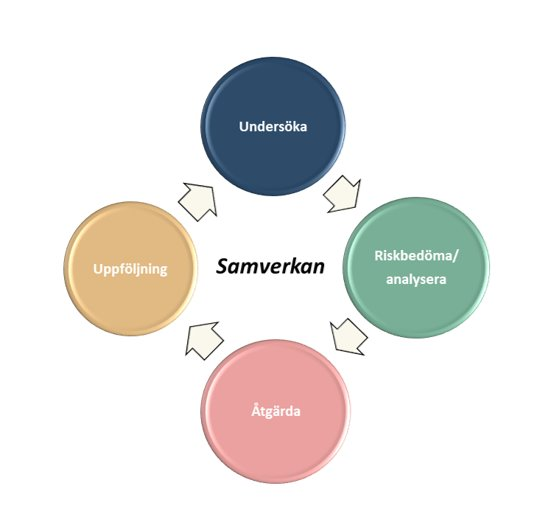 Undersöka
Riskbedöma/
analysera
Uppföljning
Samverkan
Åtgärda